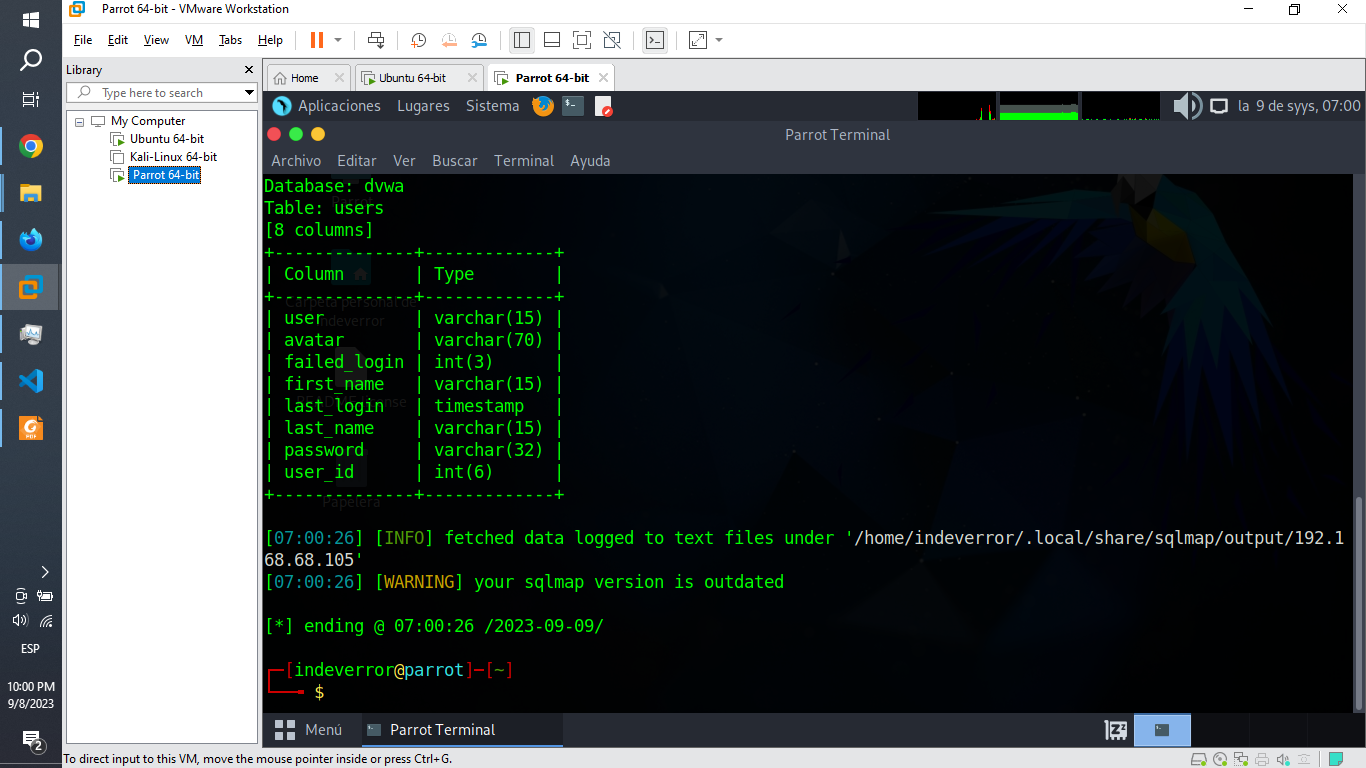 Parrot 64-bit - VMware Workstation
File Edit View VM Tabs Help
Library
Type here to search
My Computer
Ubuntu 64-bit
Kali-Linux 64-bit
Parrot 64-bit
Home
Ubuntu 64-bit
Parrot 64-bit
Aplicaciones Lugares Sistema
la 9 de syys, 07:00
Parrot Terminal
Archivo Editar Ver Buscar Terminal Ayuda
Database: dvwa
Table: users
[8 columns]
+--------------+-------------+
| Column       | Type        |
+--------------+-------------+
| user         | varchar(15) |
| avatar       | varchar(70) |
| failed_login | int(3)      |
| first_name   | varchar(15) |
| last_login   | timestamp   |
| last_name    | varchar(15) |
| password     | varchar(32) |
| user_id      | int(6)      |
+--------------+-------------+
[07:00:26] [INFO] fetched data logged to text files under '/home/indeverror/.local/share/sqlmap/output/192.1
68.68.105'
[07:00:26] [WARNING] your sqlmap version is outdated
[*] ending @ 07:00:26 /2023-09-09/
[indeverror@parrot]-[~]
$
Papelera
Menú
Parrot Terminal
ESP
10:00 PM
9/8/2023
2
To direct input to this VM, move the mouse pointer inside or press Ctrl+G.